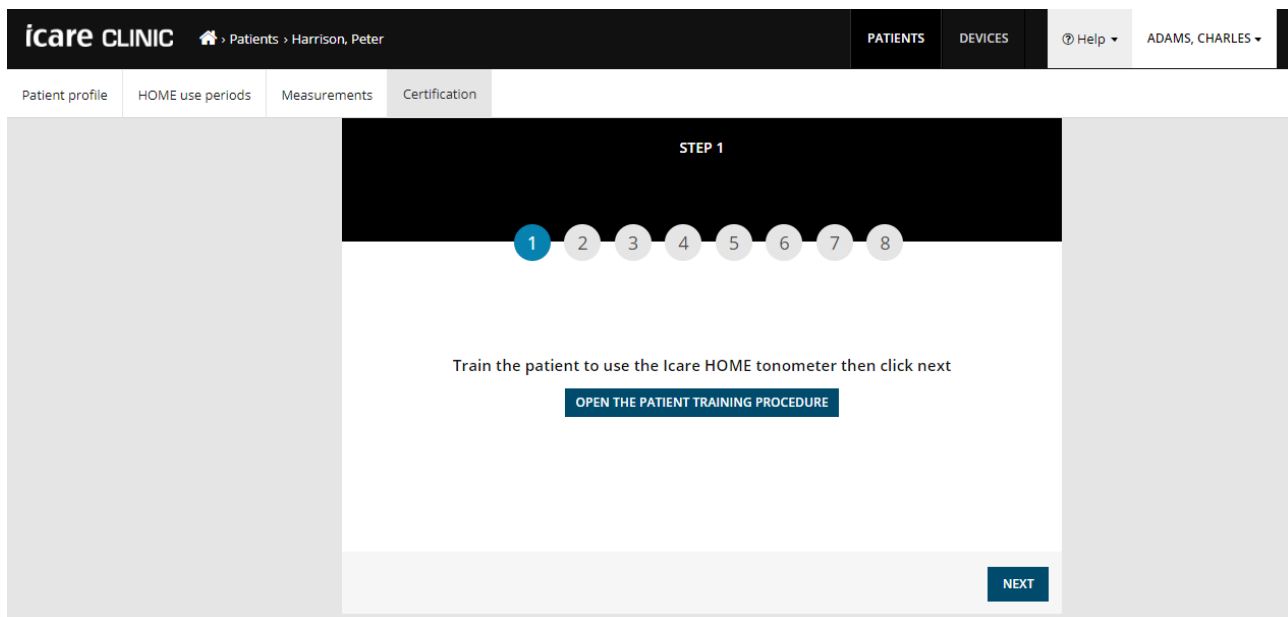 icare CLINIC › Patients › Harrison, Peter PATIENTS DEVICES Help ADAMS, CHARLES
Patient profile HOME use periods Measurements Certification
STEP 1
1 2 3 4 5 6 7 8
Train the patient to use the Icare HOME tonometer then click next
OPEN THE PATIENT TRAINING PROCEDURE
NEXT